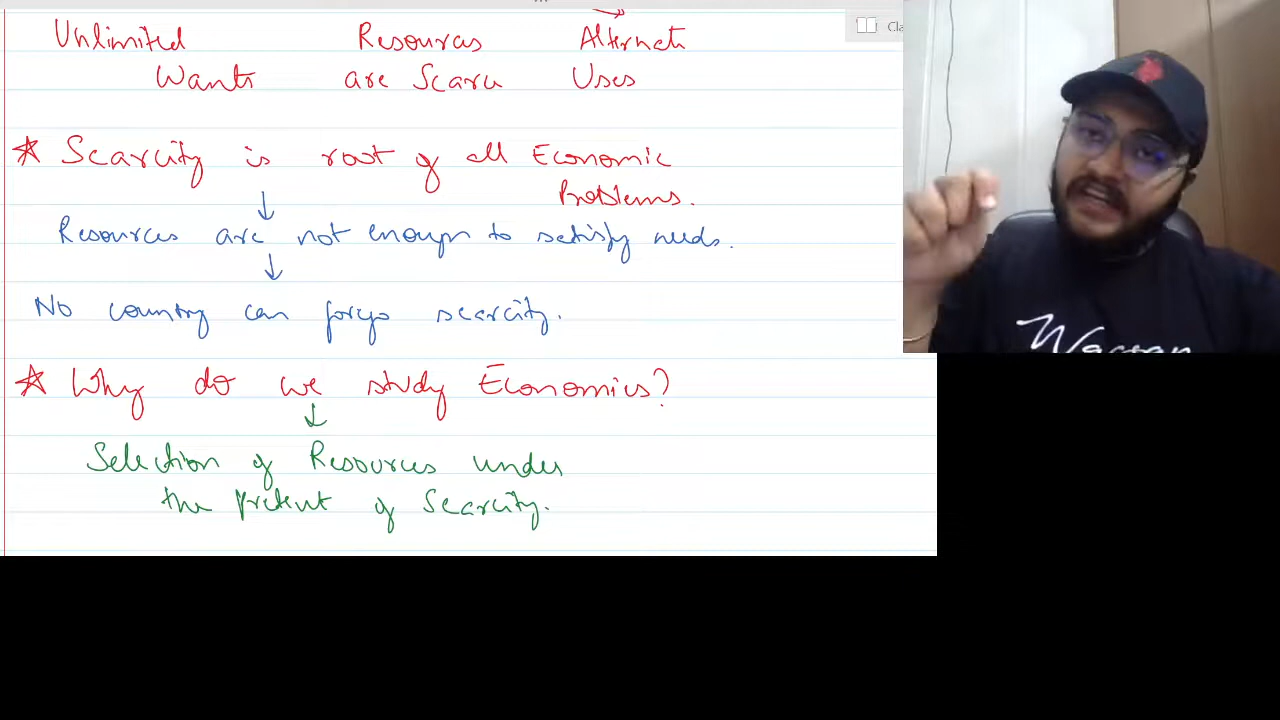 Unlimited Resources Alternate
Wants are Scarce Uses
Cla
☆ Scarcity is root of all Economic
Problems.
↓
Resources are not enough to satisfy needs.
↓
No country can forgo scarcity.
☆ Why do we study Economics?
↓
Selection of Resources under
the pretent of Scarcity.